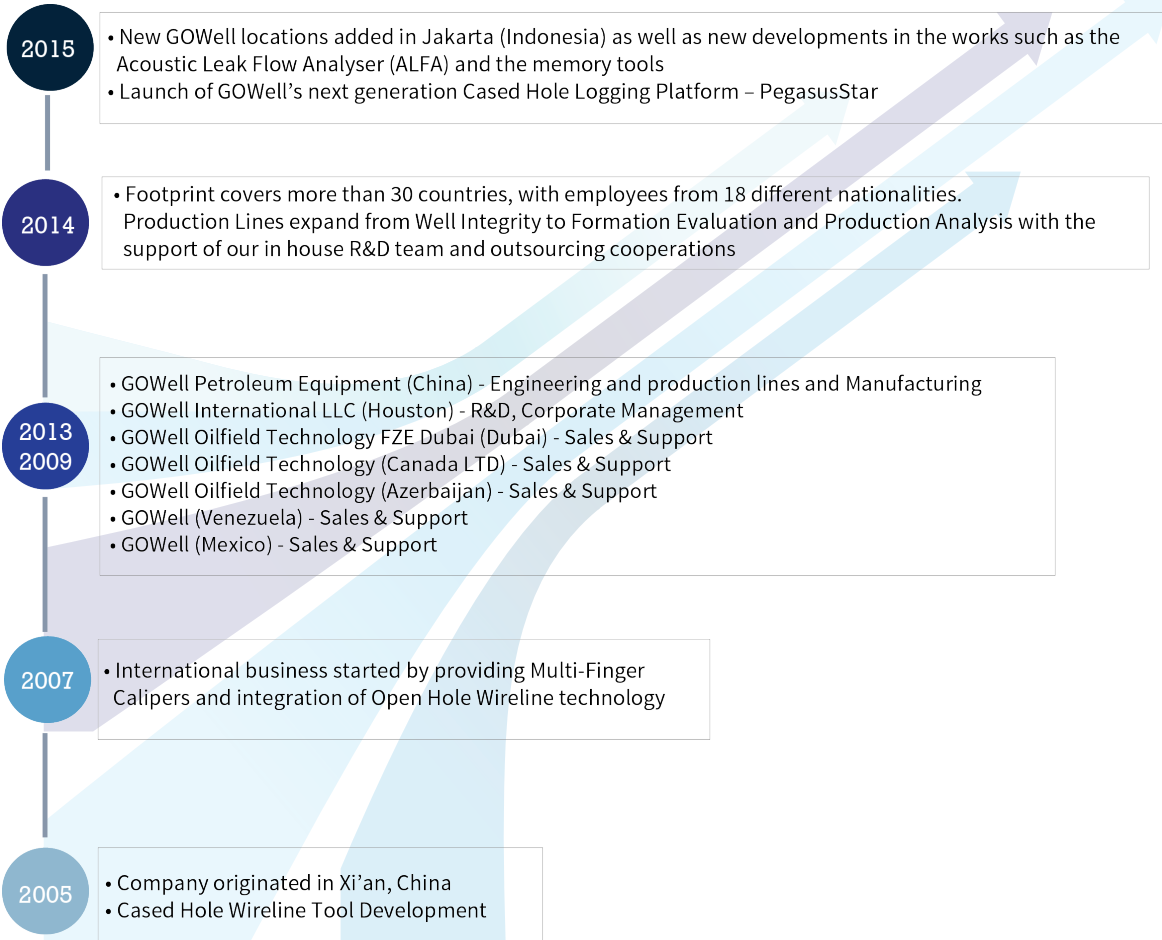 2015
• New GOWell locations added in Jakarta (Indonesia) as well as new developments in the works such as the
Acoustic Leak Flow Analyser (ALFA) and the memory tools
• Launch of GOWell’s next generation Cased Hole Logging Platform – PegasusStar
2014
• Footprint covers more than 30 countries, with employees from 18 different nationalities.
Production Lines expand from Well Integrity to Formation Evaluation and Production Analysis with the
support of our in house R&D team and outsourcing cooperations
2013
2009
• GOWell Petroleum Equipment (China) - Engineering and production lines and Manufacturing
• GOWell International LLC (Houston) - R&D, Corporate Management
• GOWell Oilfield Technology FZE Dubai (Dubai) - Sales & Support
• GOWell Oilfield Technology (Canada LTD) - Sales & Support
• GOWell Oilfield Technology (Azerbaijan) - Sales & Support
• GOWell (Venezuela) - Sales & Support
• GOWell (Mexico) - Sales & Support
2007
• International business started by providing Multi-Finger
Calipers and integration of Open Hole Wireline technology
2005
• Company originated in Xi’an, China
• Cased Hole Wireline Tool Development